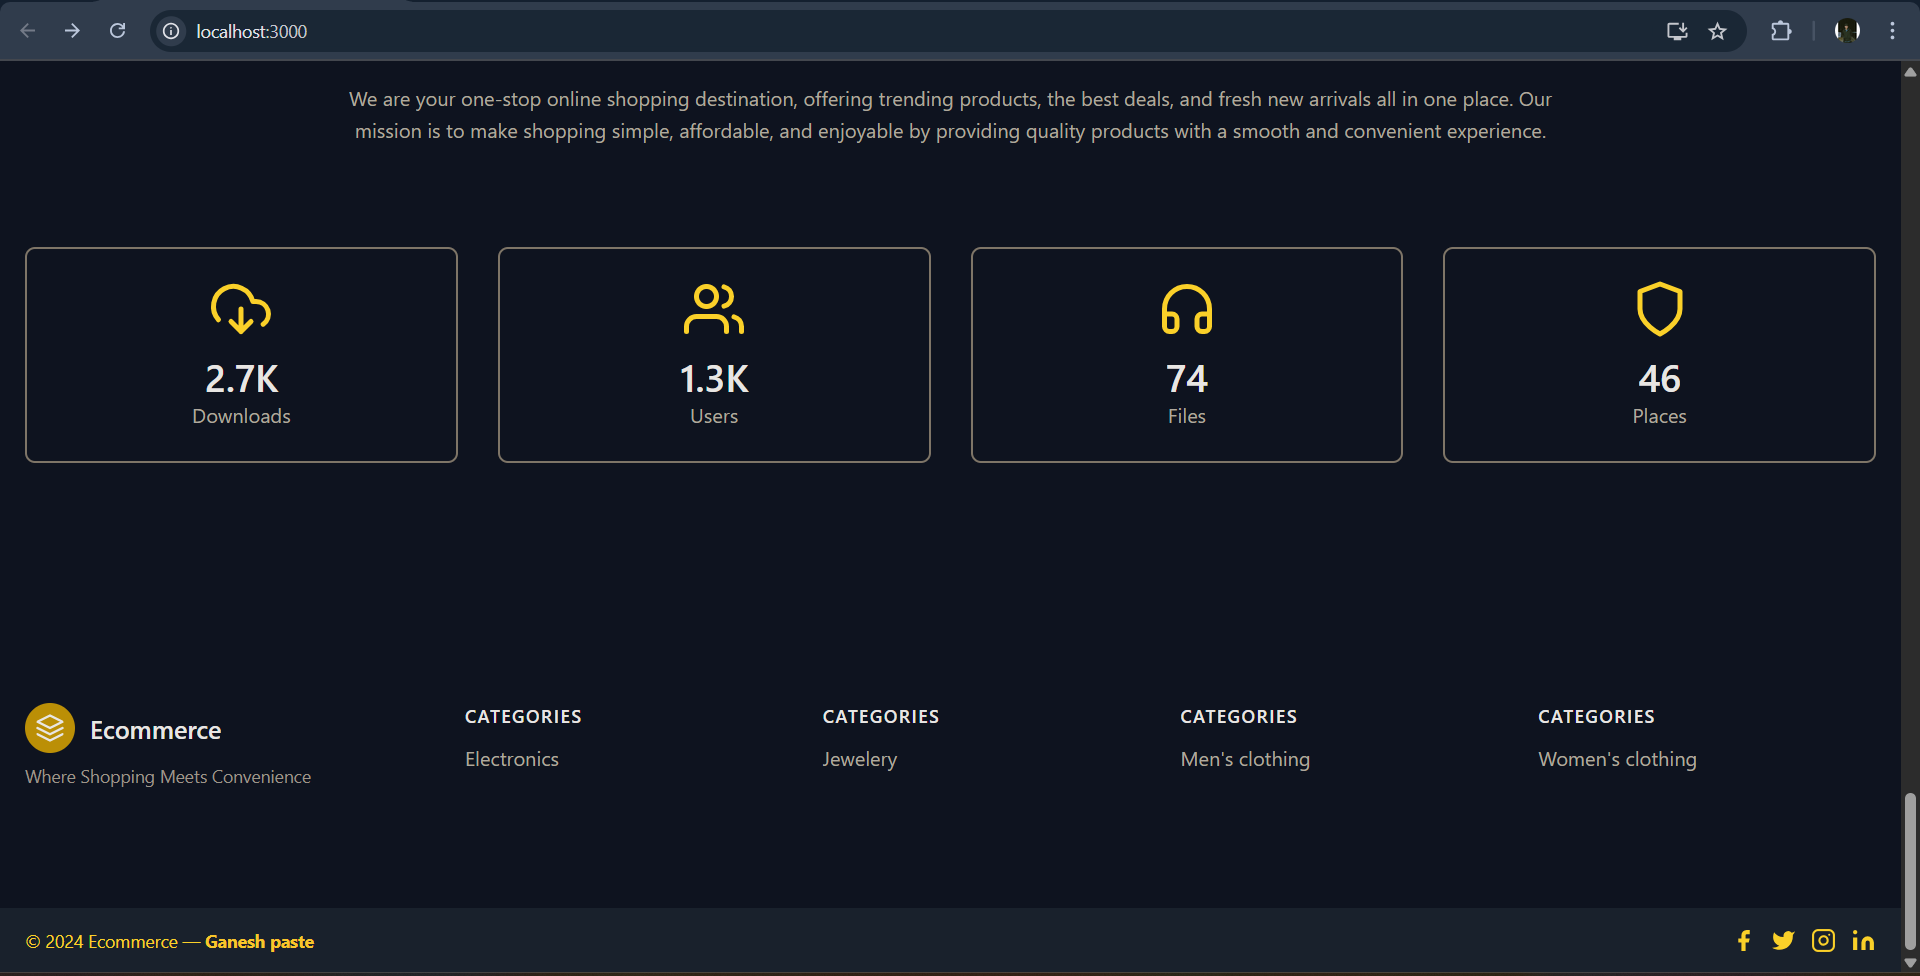 localhost:3000
We are your one-stop online shopping destination, offering trending products, the best deals, and fresh new arrivals all in one place. Our
mission is to make shopping simple, affordable, and enjoyable by providing quality products with a smooth and convenient experience.
2.7K
Downloads
1.3K
Users
74
Files
46
Places
Ecommerce
Where Shopping Meets Convenience
CATEGORIES
Electronics
CATEGORIES
Jewelery
CATEGORIES
Men's clothing
CATEGORIES
Women's clothing
© 2024 Ecommerce — Ganesh paste